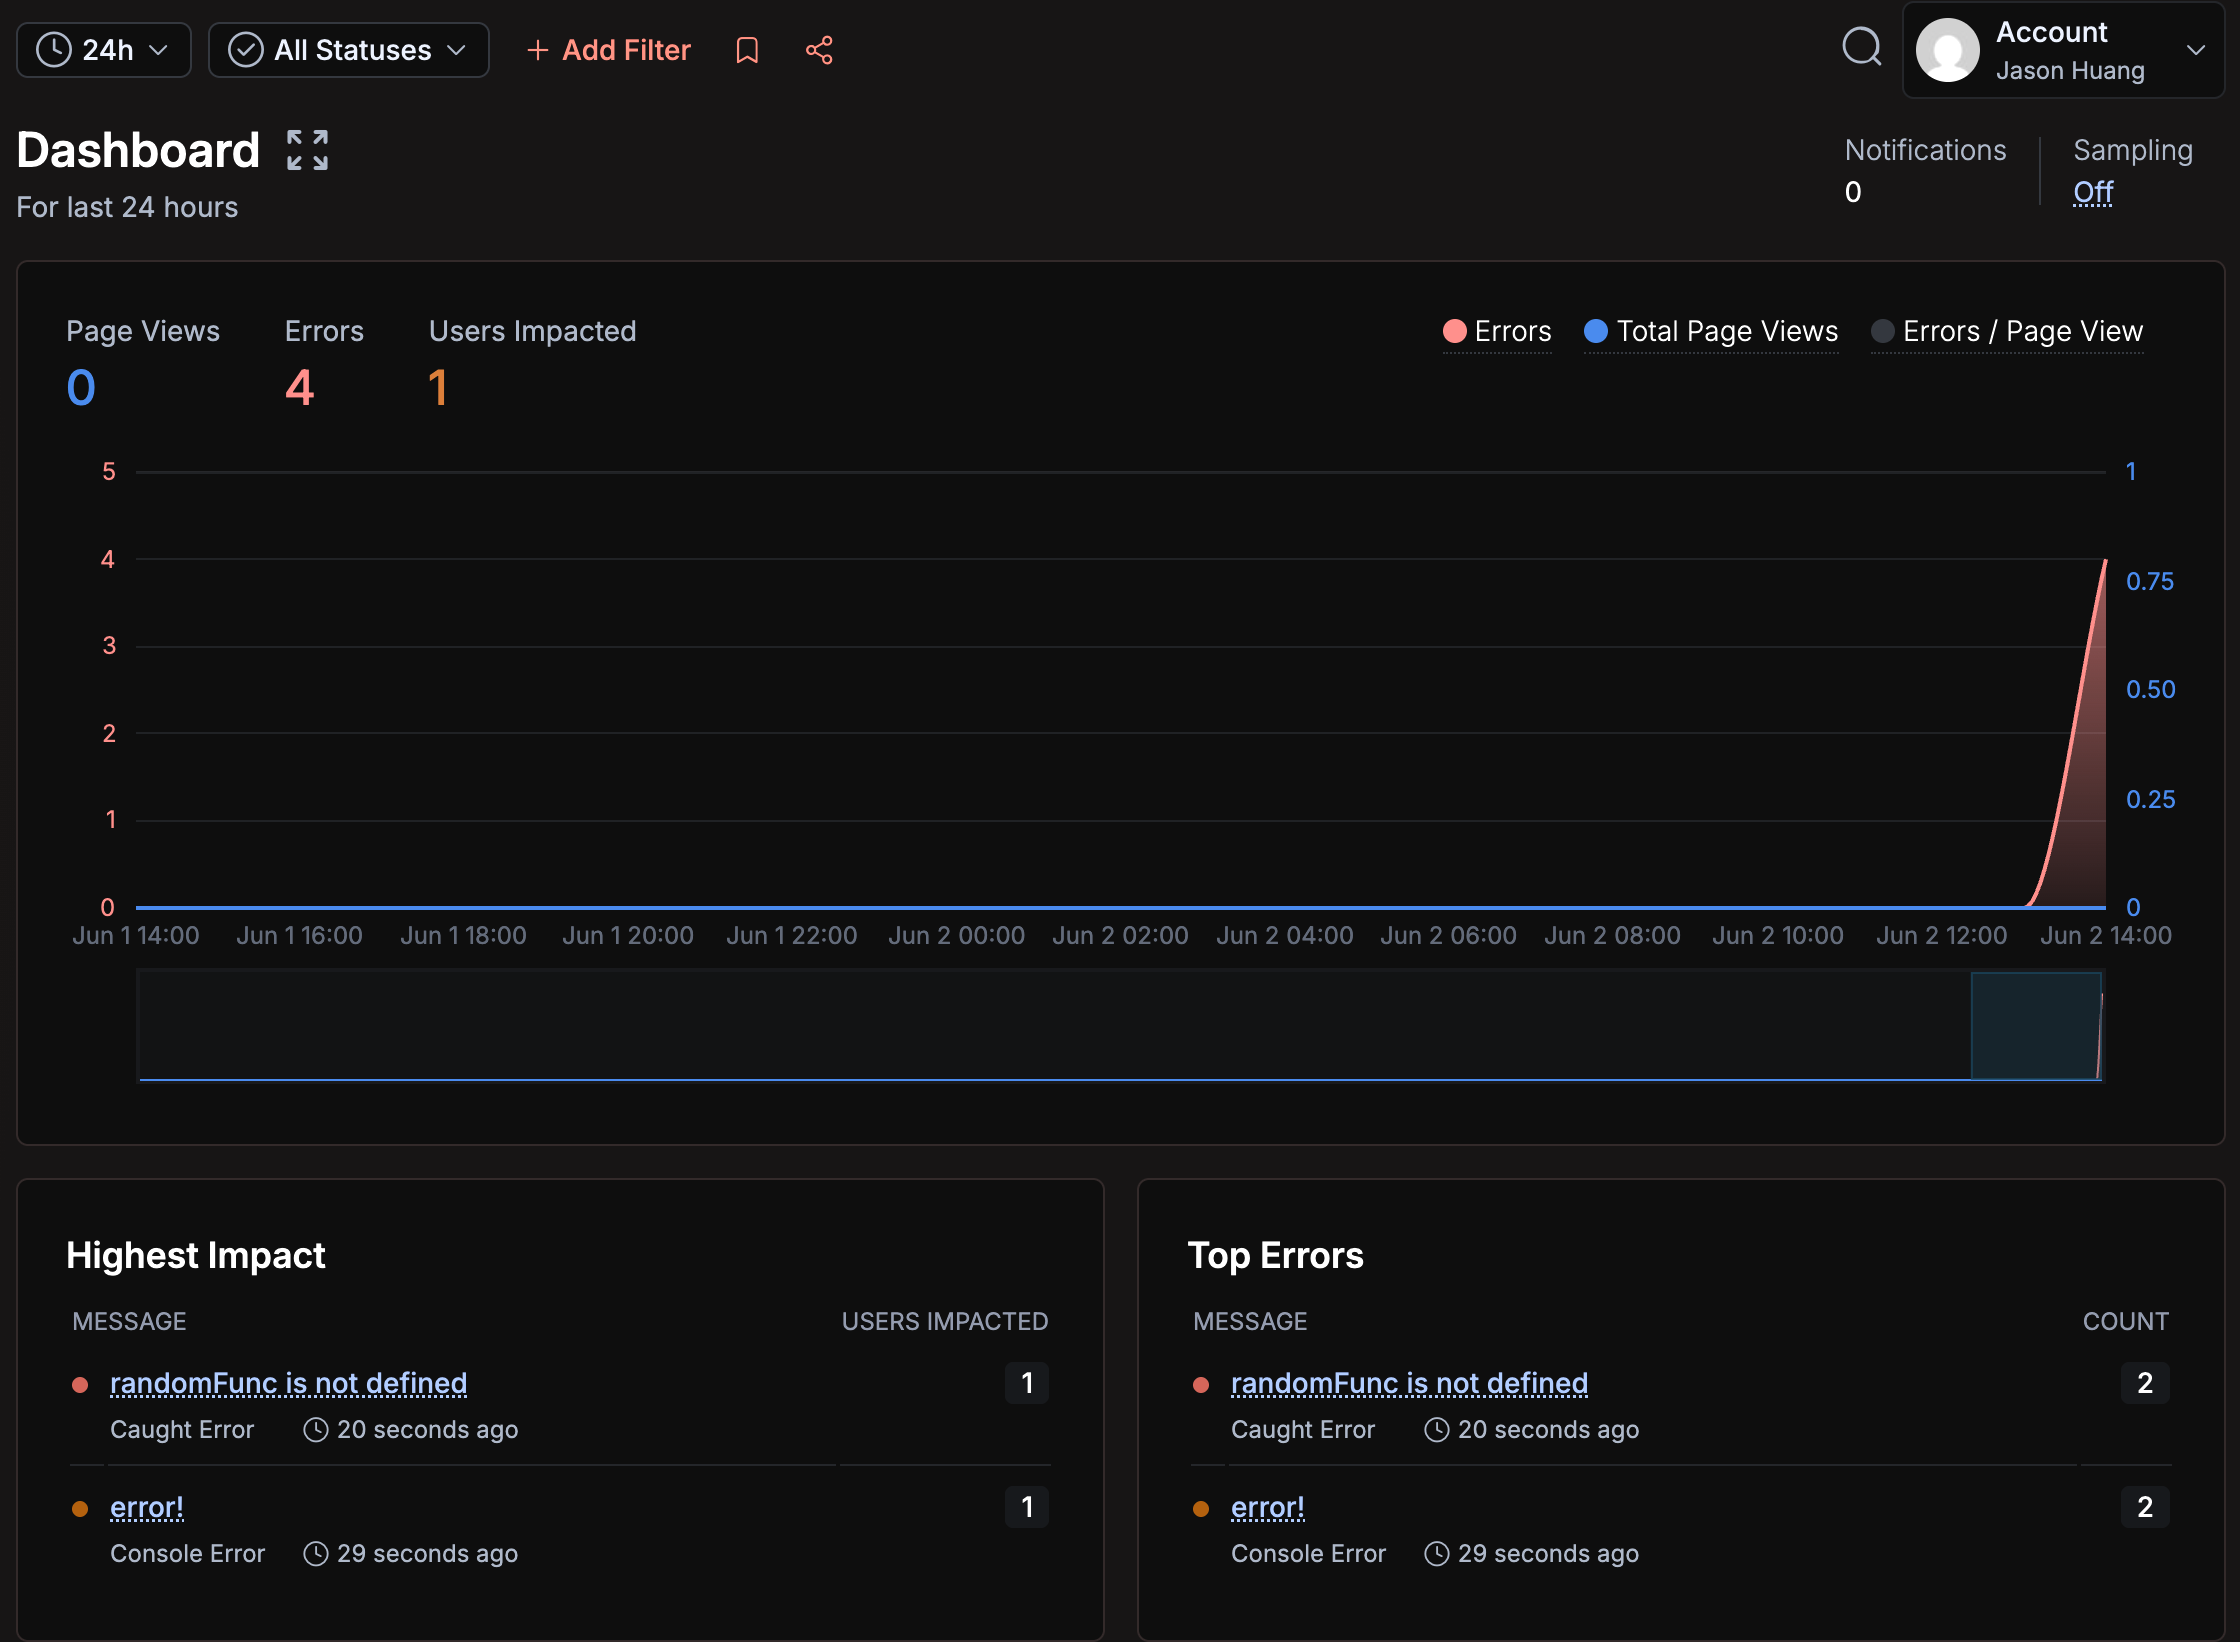 24h
All Statuses
+ Add Filter
Account
Jason Huang
Dashboard
For last 24 hours
Notifications
0
Sampling
Off
Page Views
0
Errors
4
Users Impacted
1
Errors
Total Page Views
Errors / Page View
5
4
3
2
1
0
1
0.75
0.50
0.25
0
Jun 1 14:00
Jun 1 16:00
Jun 1 18:00
Jun 1 20:00
Jun 1 22:00
Jun 2 00:00
Jun 2 02:00
Jun 2 04:00
Jun 2 06:00
Jun 2 08:00
Jun 2 10:00
Jun 2 12:00
Jun 2 14:00
Highest Impact
MESSAGE USERS IMPACTED
randomFunc is not defined 1
Caught Error 20 seconds ago
error! 1
Console Error 29 seconds ago
Top Errors
MESSAGE COUNT
randomFunc is not defined 2
Caught Error 20 seconds ago
error! 2
Console Error 29 seconds ago